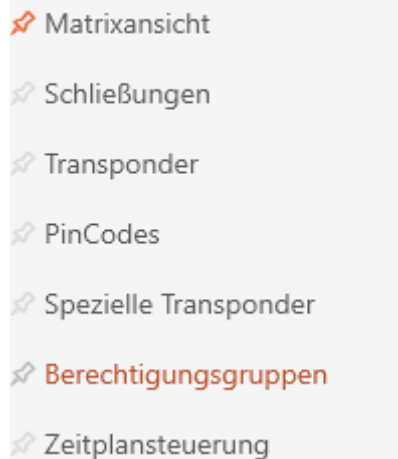 Matrixansicht
Schließungen
Transponder
PinCodes
Spezielle Transponder
Berechtigungsgruppen
Zeitplansteuerung